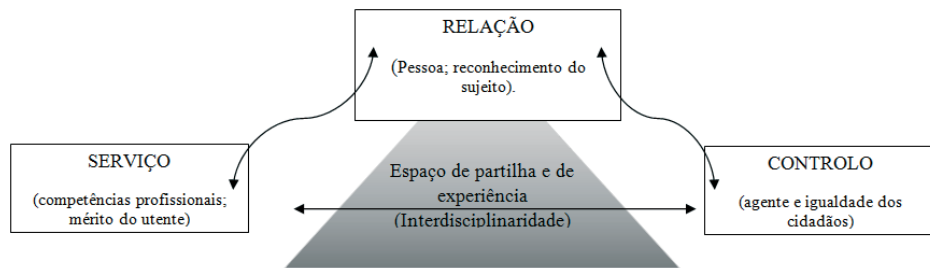 RELAÇÃO
(Pessoa; reconhecimento do
sujeito).
SERVIÇO
(competências profissionais;
mérito do utente)
Espaço de partilha e de
experiência
(Interdisciplinaridade)
CONTROLO
(agente e igualdade dos
cidadãos)